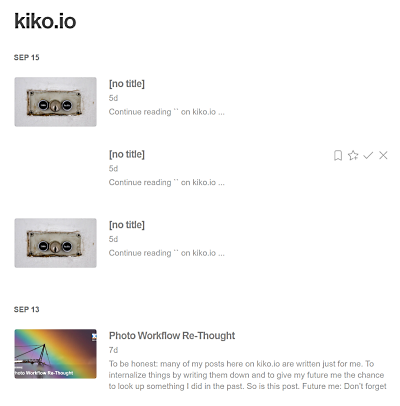 kiko.io
SEP 15
[no title]
5d
Continue reading `` on kiko.io ...
[no title]
5d
Continue reading `` on kiko.io ...
[no title]
5d
Continue reading `` on kiko.io ...
SEP 13
Photo Workflow Re-Thought
Photo Workflow Re-Thought
7d
To be honest: many of my posts here on kiko.io are written just for me. To
internalize things by writing them down and to give my future me the chance
to look up something I did in the past. So is this post. Future me: Don't forget